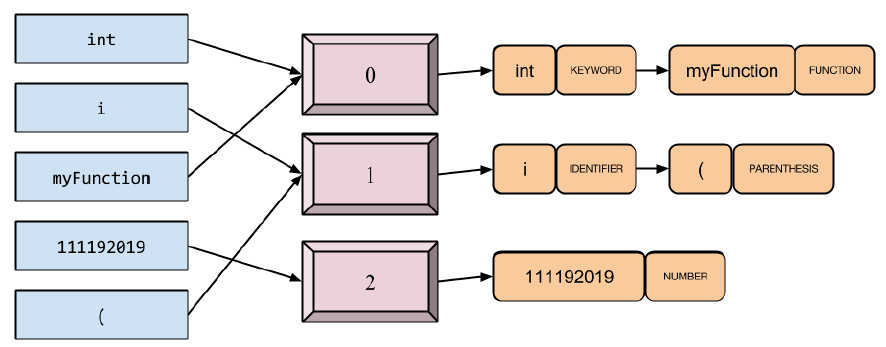 int
i
myFunction
111192019
(
0
1
2
int KEYWORD myFunction FUNCTION
i IDENTIFIER ( PARENTHESIS
111192019 NUMBER